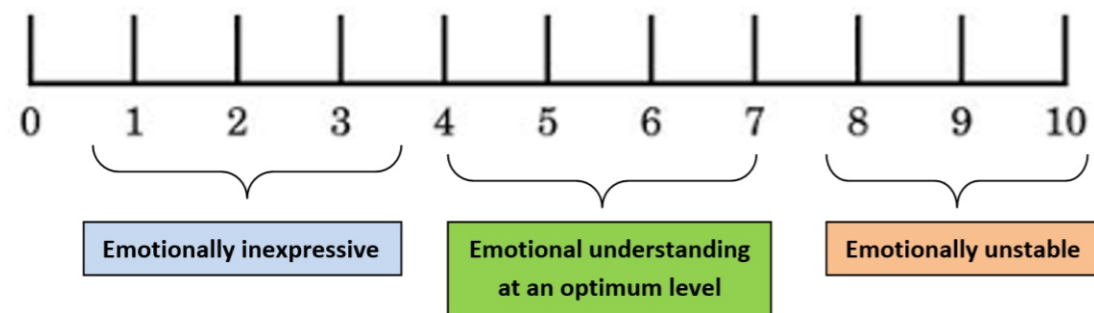 0 1 2 3 4 5 6 7 8 9 10
Emotionally inexpressive
Emotional understanding
at an optimum level
Emotionally unstable